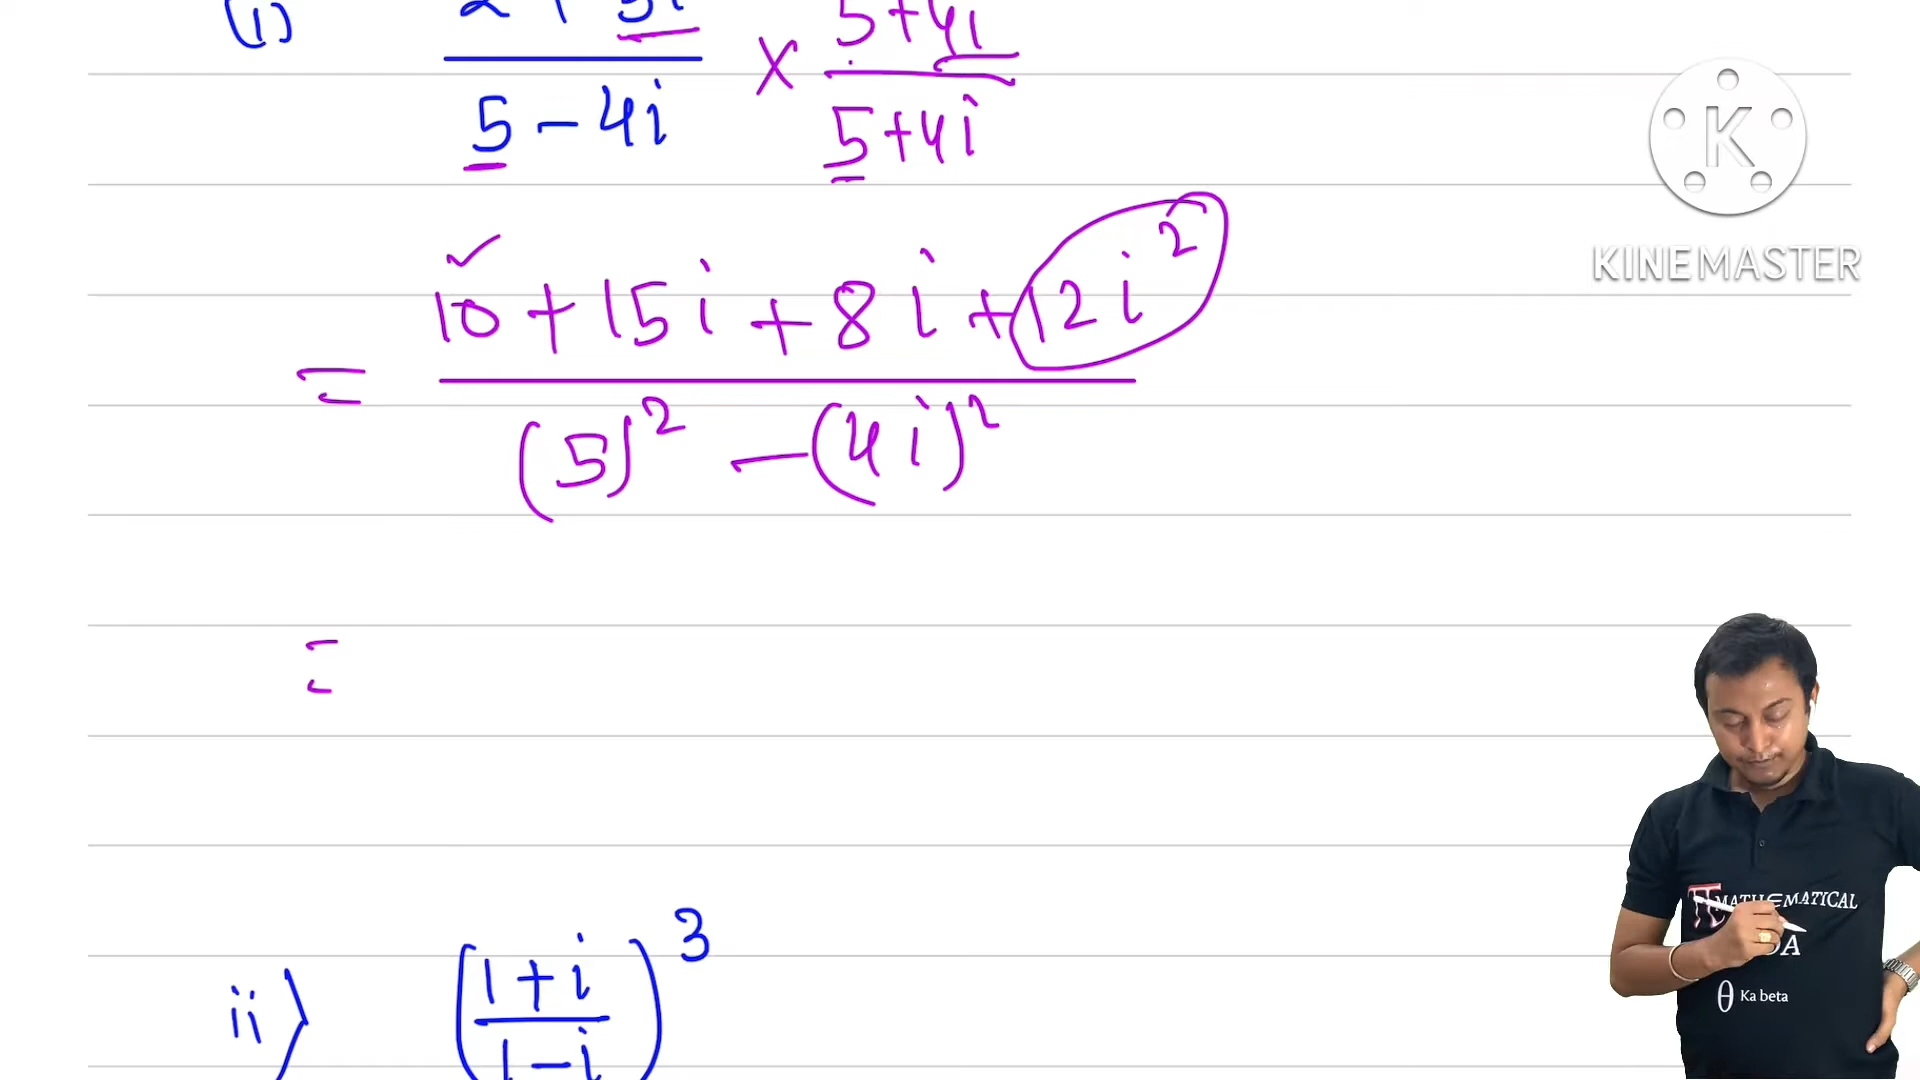 (i) 2 + 3i / 5 - 4i × 5+4i / 5+4i
= 10 + 15i + 8i + 12i² / (5)² - (4i)²
=
ii) (1+i / 1-i)³
K
KINEMASTER
MATHEMATICAL
θ Ka beta